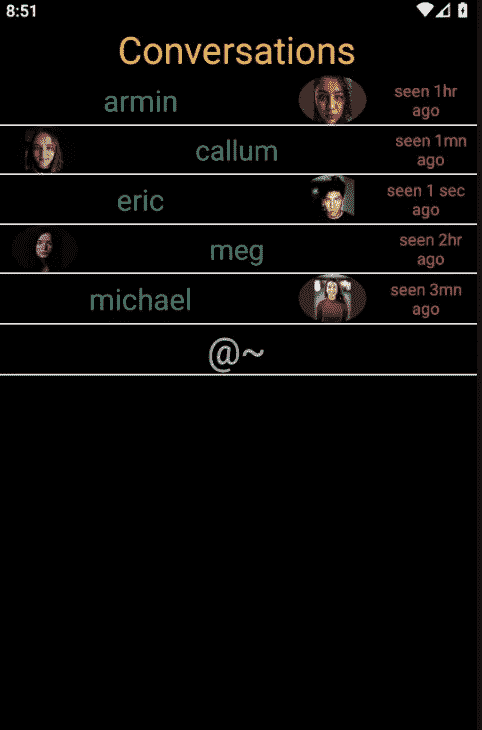 8:51
Conversations
armin
seen 1hr
ago
callum
seen 1mn
ago
eric
seen 1 sec
ago
meg
seen 2hr
ago
michael
seen 3mn
ago
@~